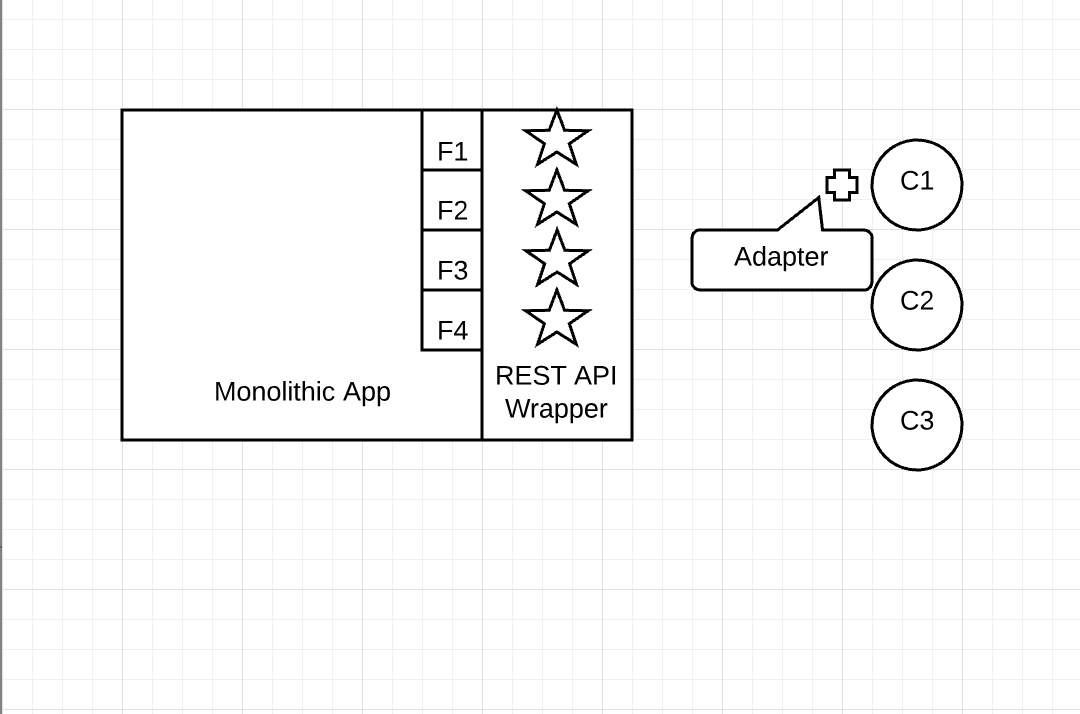 F1
F2
F3
F4
Monolithic App
REST API
Wrapper
Adapter
C1
C2
C3